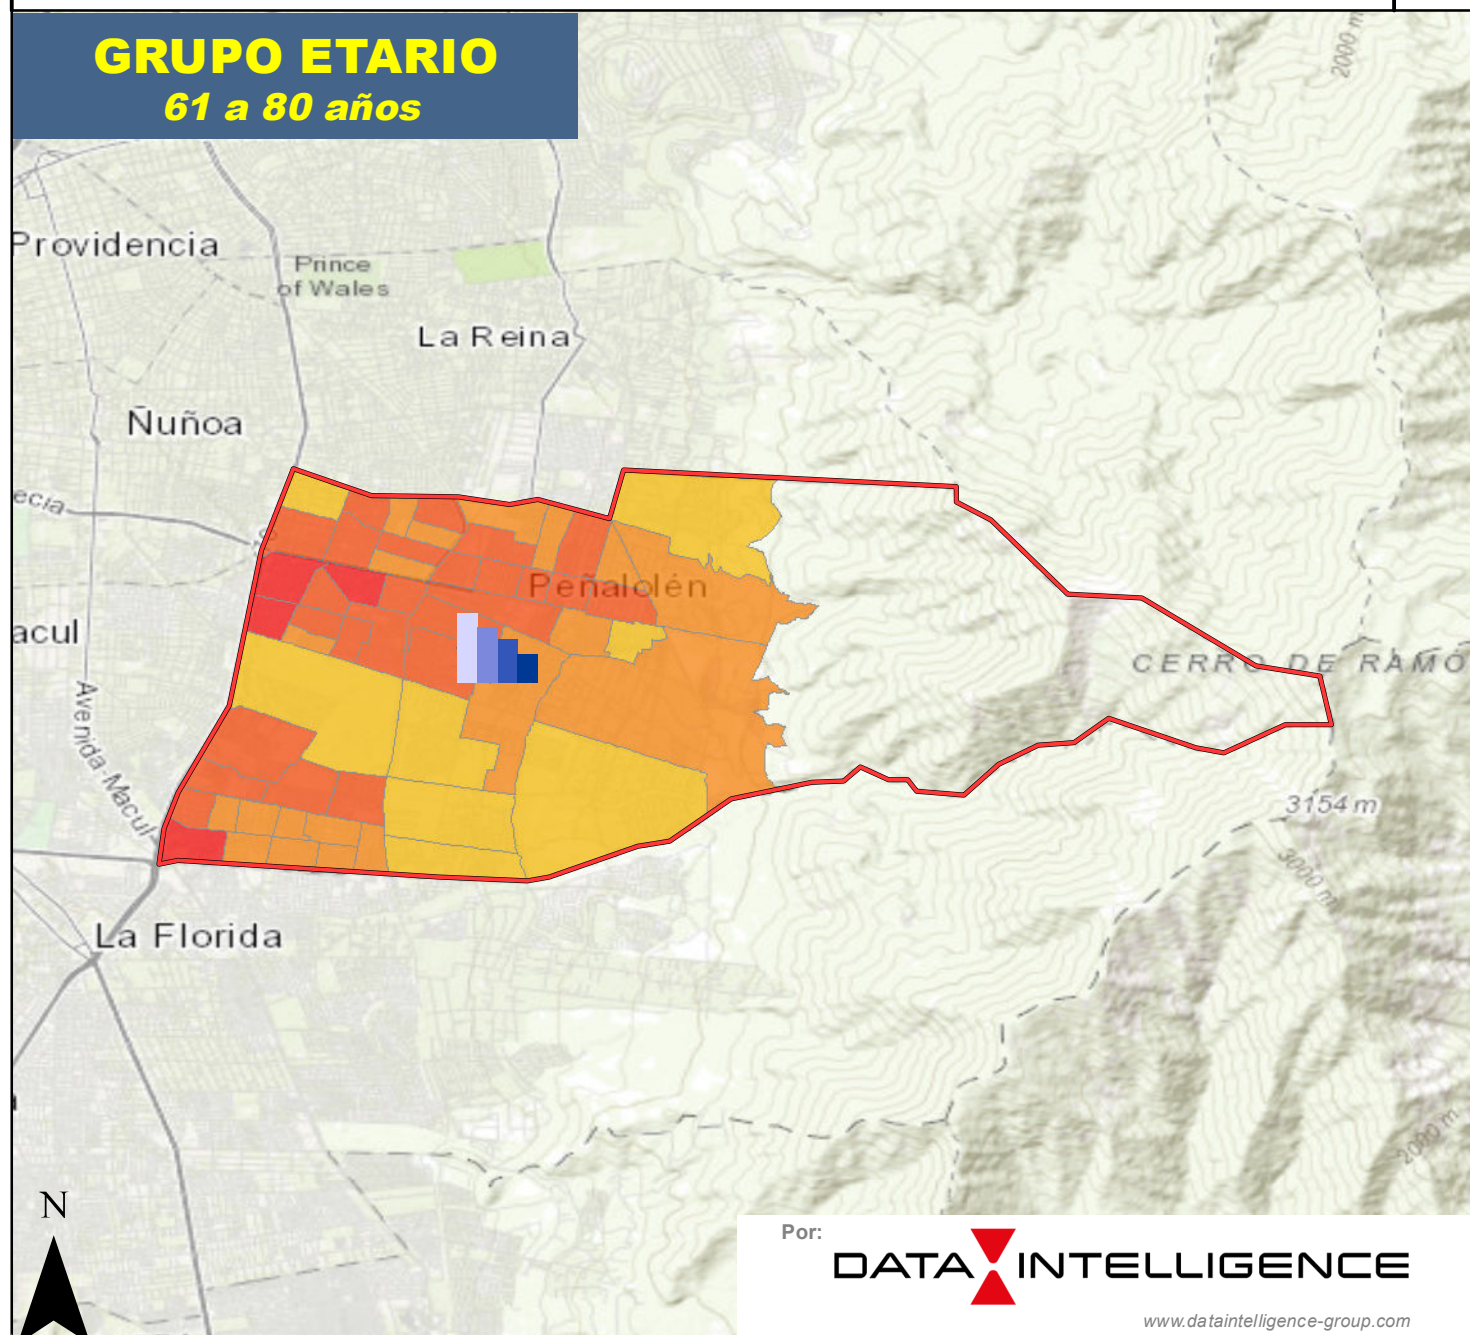 GRUPO ETARIO
61 a 80 años
2000 m
Providencia
Prince
of Wales
La Reina
Ñuñoa
ecia
Peñalolén
acul
CERRO DE RAMÓ
Avenida Macul
3154 m
3000 m
La Florida
2000 m
N
Por:
DATA INTELLIGENCE
www.dataintelligence-group.com